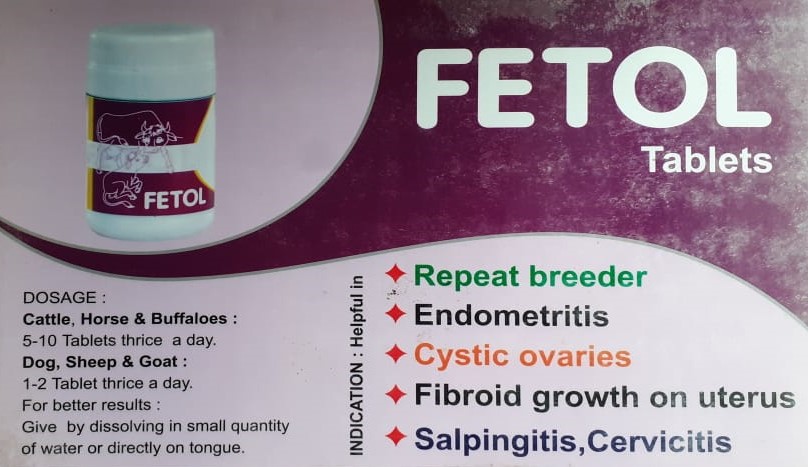 FETOL
Tablets
FETOL
DOSAGE :
Cattle, Horse & Buffaloes :
5-10 Tablets thrice a day.
Dog, Sheep & Goat :
1-2 Tablet thrice a day.
For better results :
Give by dissolving in small quantity
of water or directly on tongue.
INDICATION : Helpful in
Repeat breeder
Endometritis
Cystic ovaries
Fibroid growth on uterus
Salpingitis,Cervicitis